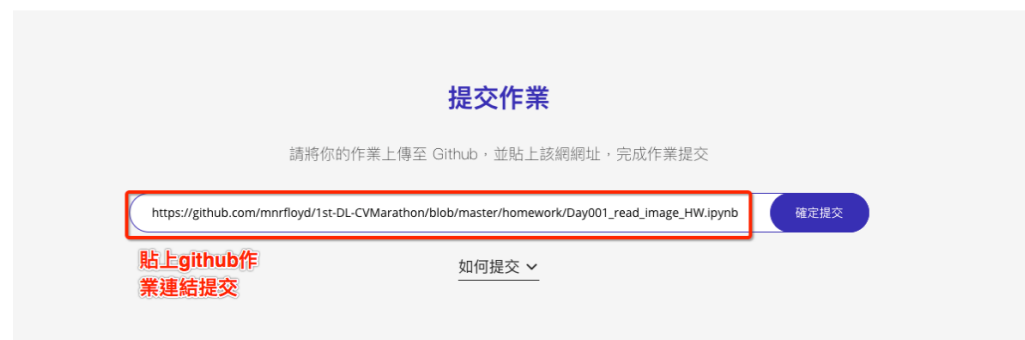 提交作業
請將你的作業上傳至 Github，並貼上該網網址，完成作業提交
https://github.com/mnrfloyd/1st-DL-CVMarathon/blob/master/homework/Day001_read_image_HW.ipynb
確定提交
貼上github作
業連結提交
如何提交